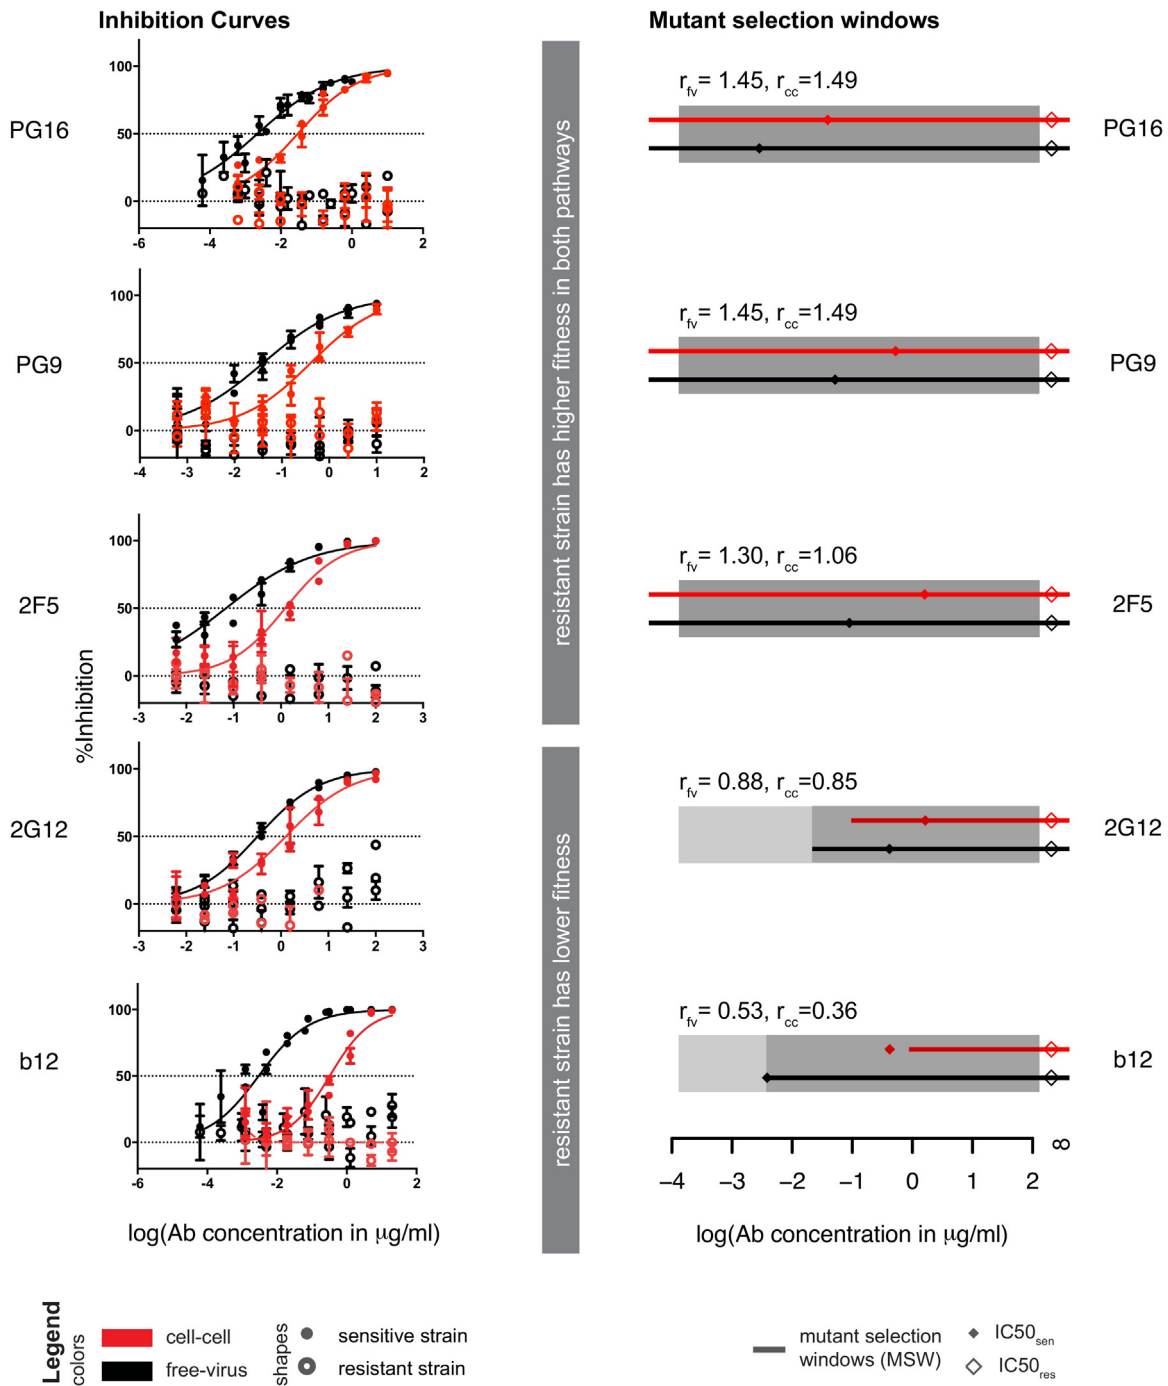 Inhibition Curves
Mutant selection windows
PG16
100
50
0
-6 -4 -2 0 2
r_fv= 1.45, r_cc=1.49
PG16
PG9
100
50
0
-4 -3 -2 -1 0 1 2
r_fv= 1.45, r_cc=1.49
PG9
resistant strain has higher fitness in both pathways
2F5
100
50
0
-3 -2 -1 0 1 2 3
r_fv= 1.30, r_cc=1.06
2F5
%Inhibition
2G12
100
50
0
-3 -2 -1 0 1 2 3
r_fv= 0.88, r_cc=0.85
2G12
resistant strain has lower fitness
b12
100
50
0
-6 -4 -2 0 2
r_fv= 0.53, r_cc=0.36
b12
−4 −3 −2 −1 0 1 2 ∞
log(Ab concentration in μg/ml)
log(Ab concentration in μg/ml)
Legend
colors
cell-cell
free-virus
shapes
sensitive strain
resistant strain
mutant selection
windows (MSW)
IC50_sen
IC50_res